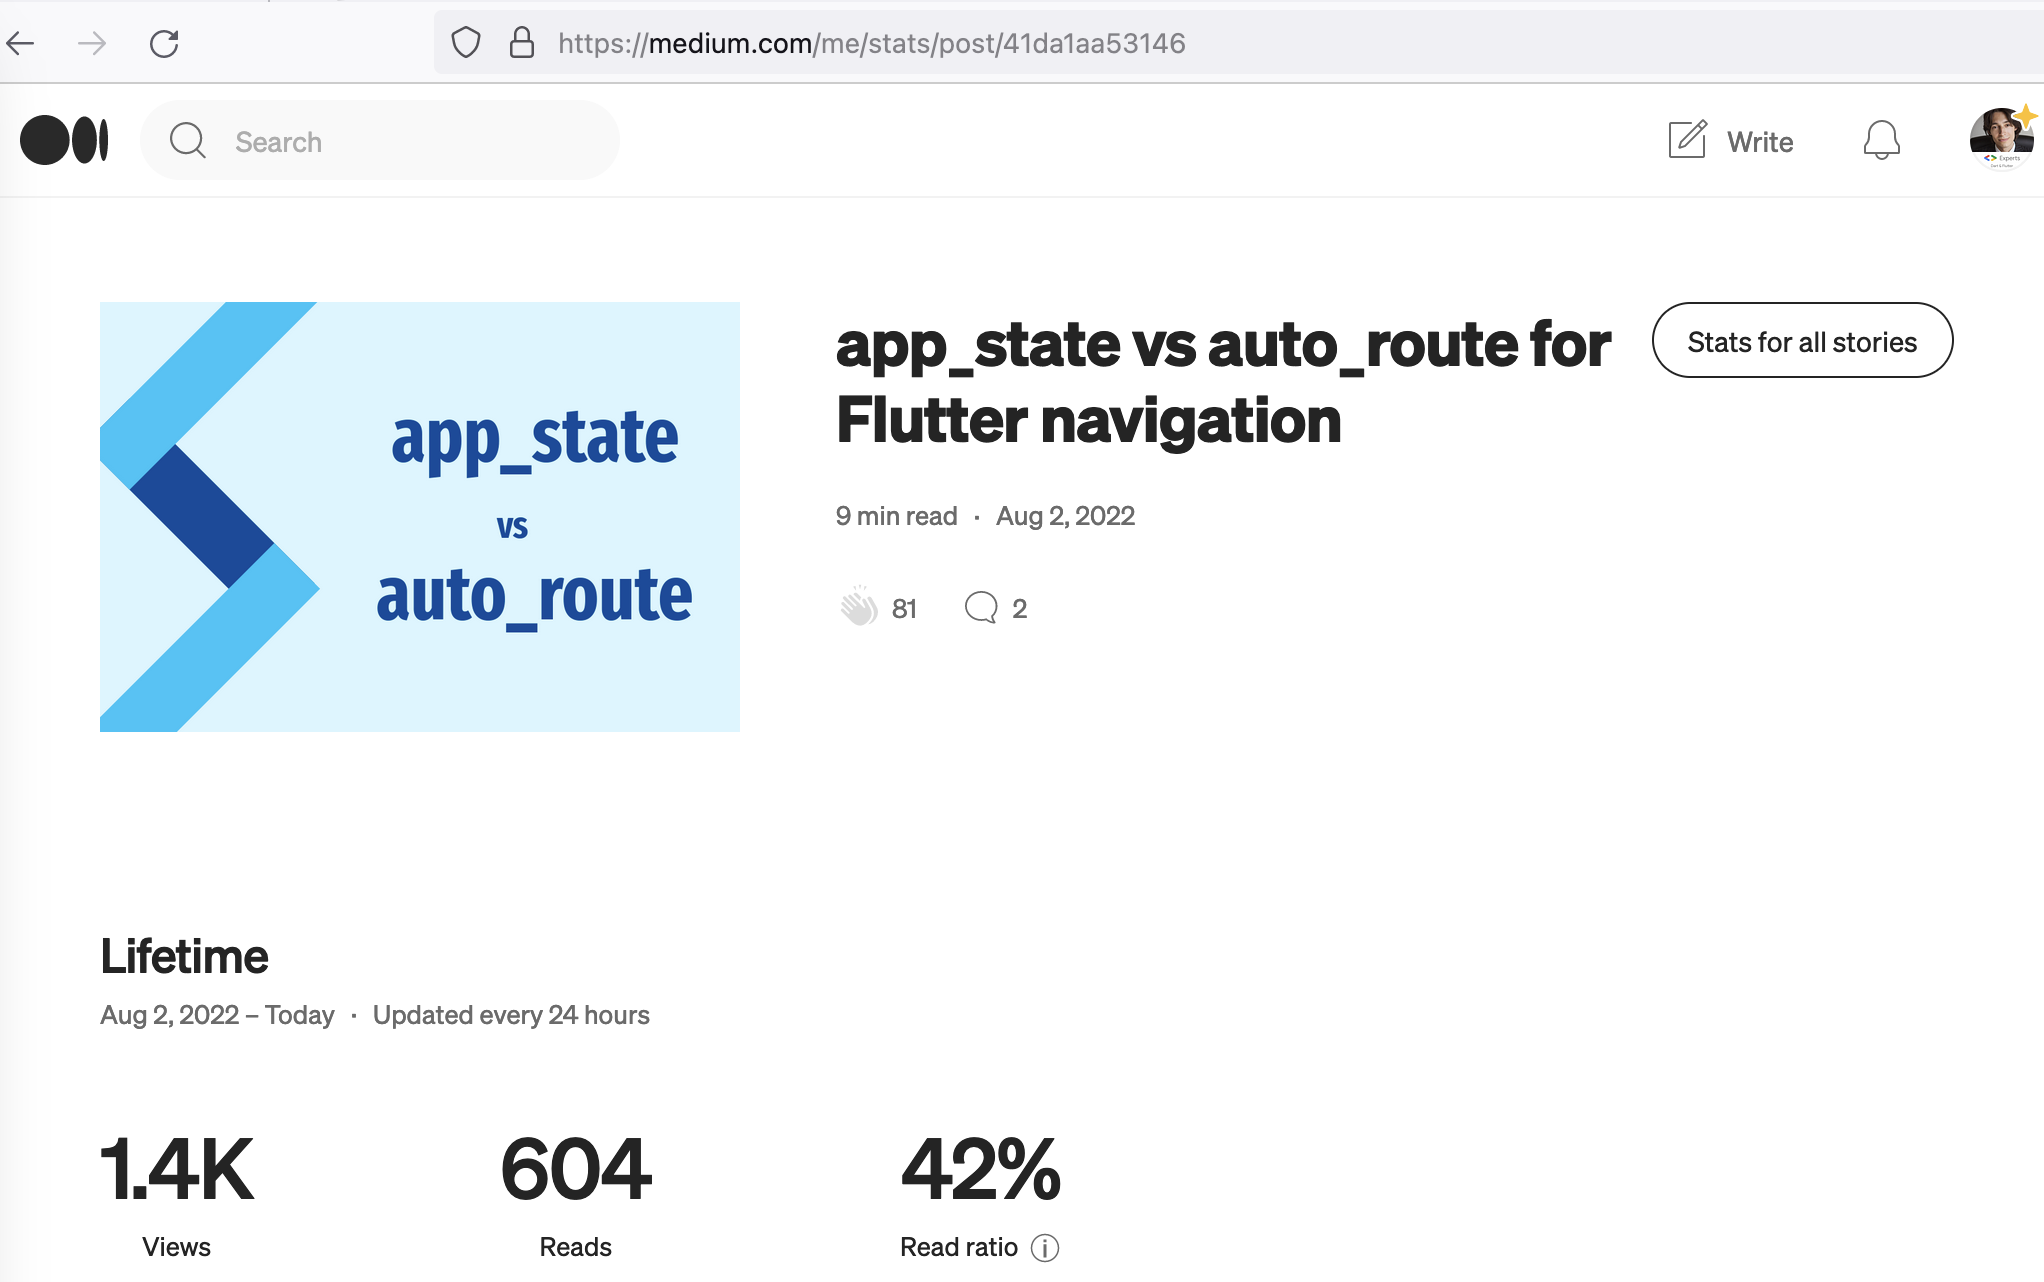 https://medium.com/me/stats/post/41da1aa53146
Search
Write
Experts
app_state
vs
auto_route
app_state vs auto_route for
Flutter navigation
Stats for all stories
9 min read · Aug 2, 2022
81 2
Lifetime
Aug 2, 2022 – Today · Updated every 24 hours
1.4K 604 42%
Views Reads Read ratio